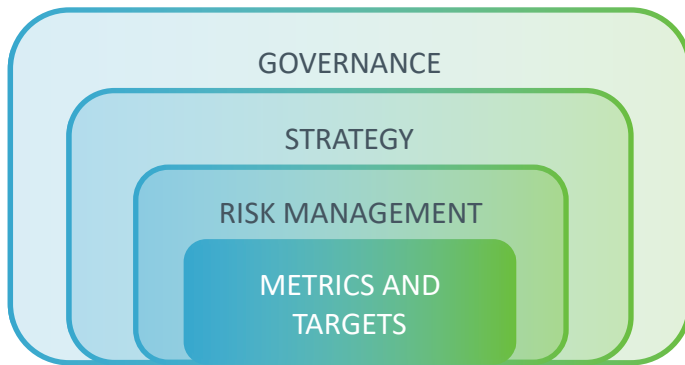 GOVERNANCE
STRATEGY
RISK MANAGEMENT
METRICS AND
TARGETS